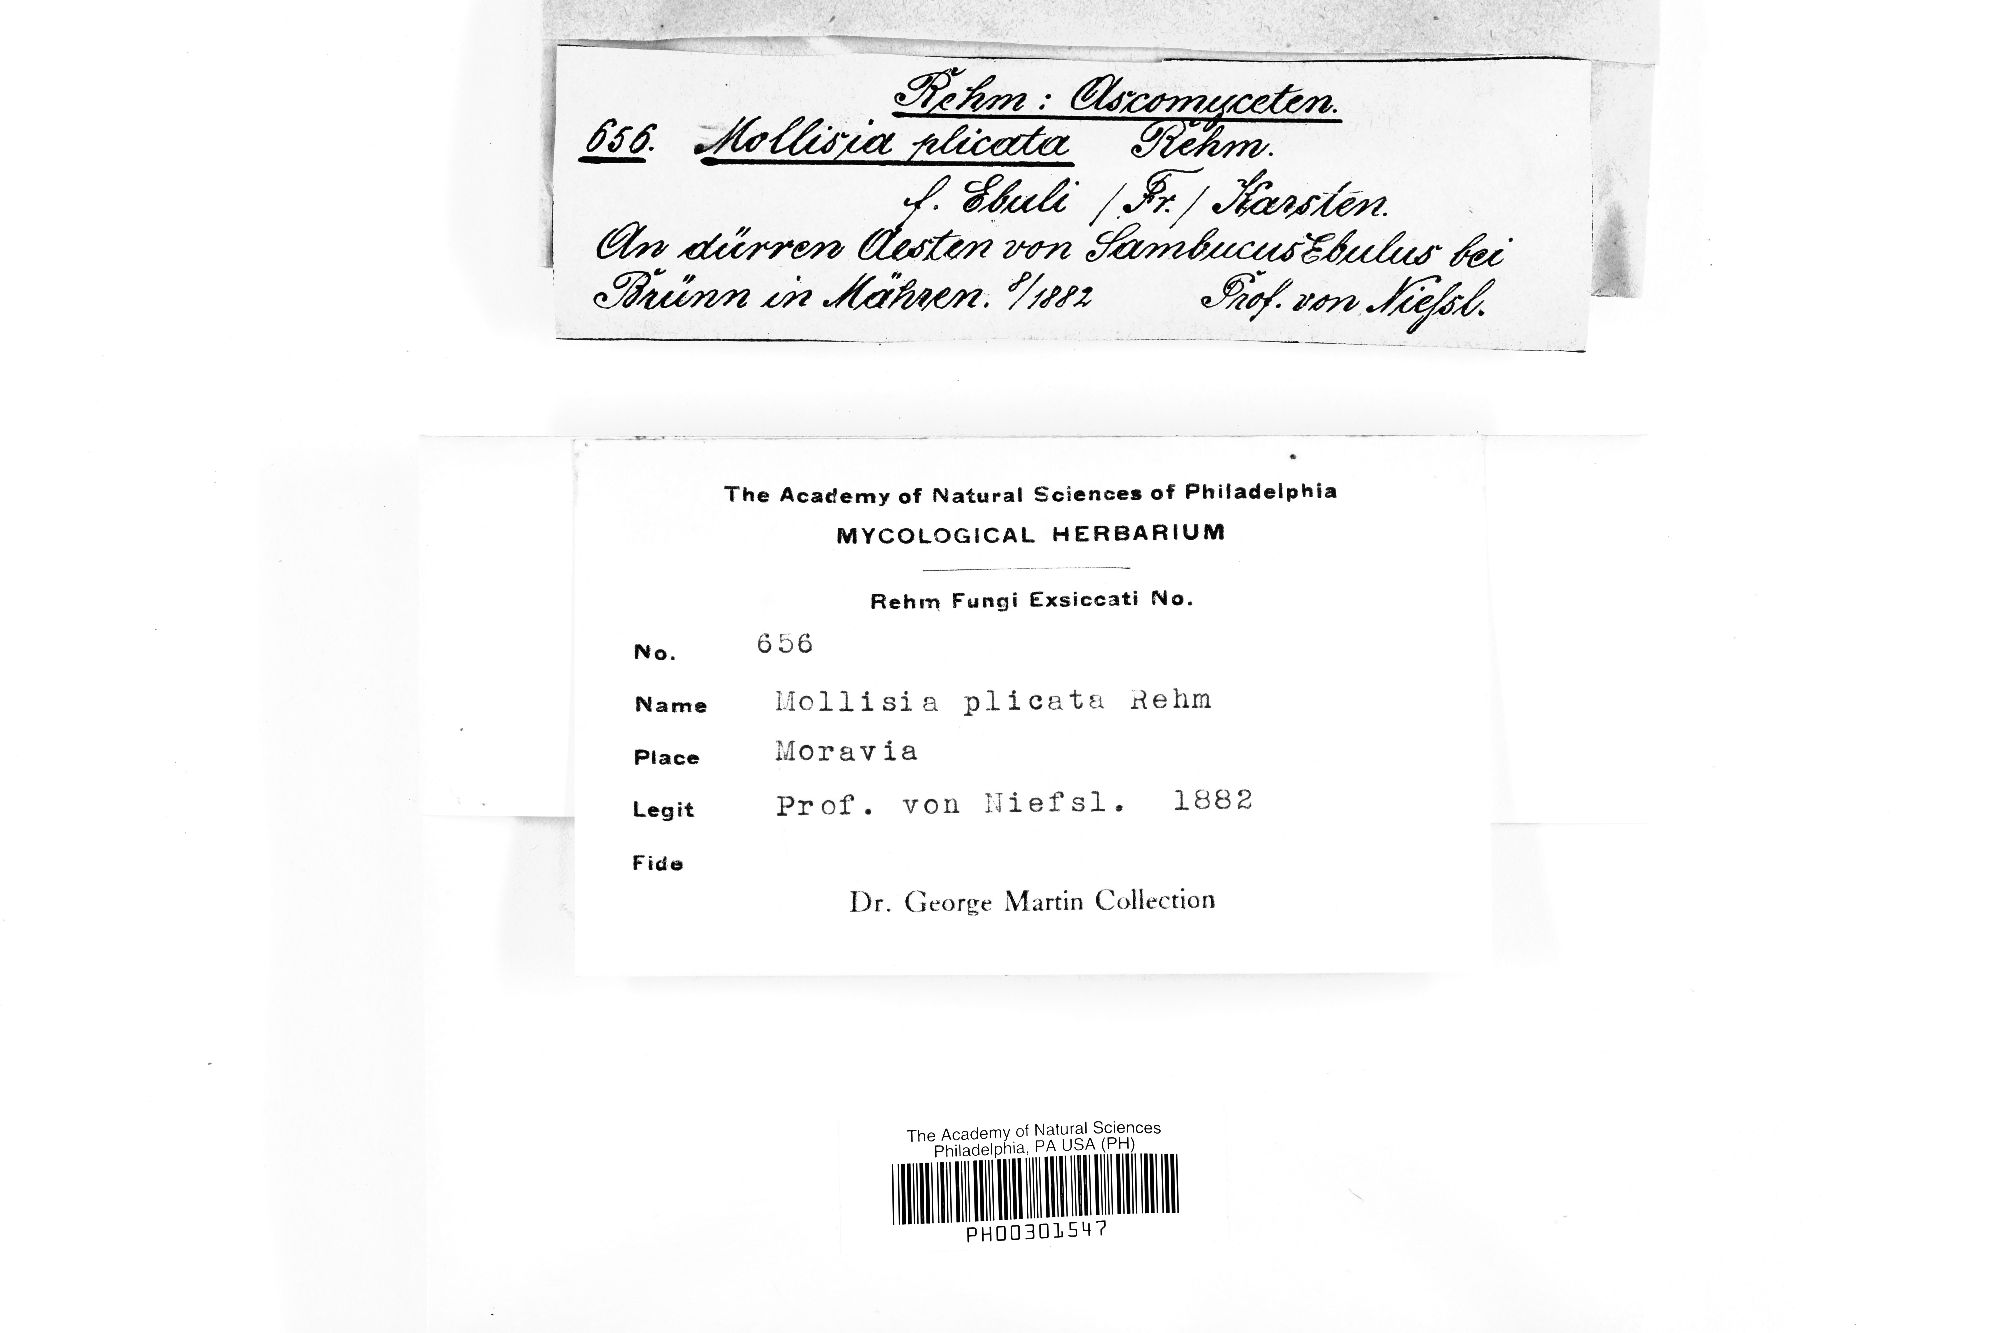 Rehm: Ascomyceten.
656. Mollisia plicata Rehm.
f. Ebuli /Fr./ Karsten.
An dürren Aesten von Sambucus Ebulus bei
Brünn in Mähren. 8/1882 Prof. von Nieſsl.
The Academy of Natural Sciences of Philadelphia
MYCOLOGICAL HERBARIUM
Rehm Fungi Exsiccati No.
No. 656
Name Mollisia plicata Rehm
Place Moravia
Legit Prof. von Niefsl. 1882
Fide
Dr. George Martin Collection
The Academy of Natural Sciences
Philadelphia, PA USA (PH)
PH00301547